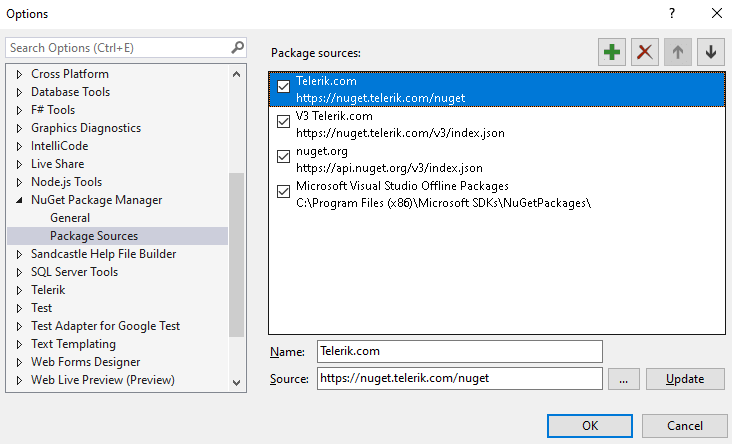 Options
?
Search Options (Ctrl+E)
Cross Platform
Database Tools
F# Tools
Graphics Diagnostics
IntelliCode
Live Share
Node.js Tools
NuGet Package Manager
General
Package Sources
Sandcastle Help File Builder
SQL Server Tools
Telerik
Test
Test Adapter for Google Test
Text Templating
Web Forms Designer
Web Live Preview (Preview)
Package sources:
Telerik.com
https://nuget.telerik.com/nuget
V3 Telerik.com
https://nuget.telerik.com/v3/index.json
nuget.org
https://api.nuget.org/v3/index.json
Microsoft Visual Studio Offline Packages
C:\Program Files (x86)\Microsoft SDKs\NuGetPackages\
Name: Telerik.com
Source: https://nuget.telerik.com/nuget ... Update
OK Cancel